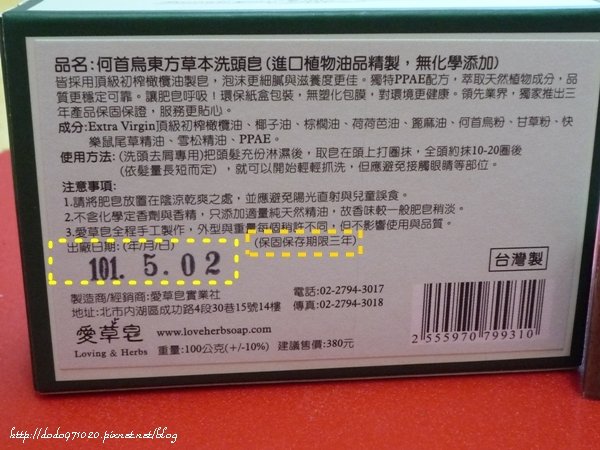 品名:何首烏東方草本洗頭皂(進口植物油品精製,無化學添加)
皆採用頂級初榨橄欖油製皂,泡沫更細膩與滋養度更佳。獨特PPAE配方,萃取天然植物成分,品
質更穩定可靠。讓肥皂呼吸!環保紙盒包裝,無塑化包膜,對環境更健康。領先業界,獨家推出三
年產品保固保證,服務更貼心。
成分:Extra Virgin頂級初榨橄欖油、椰子油、棕櫚油、荷荷芭油、篦麻油、何首烏粉、甘草粉、快
樂鼠尾草精油、雪松精油、PPAE。
使用方法:(洗頭去屑專用)把頭髮充份淋濕後,取皂在頭上打圈抹,全頭約抹10-20圈後
(依髮量長短而定),就可以開始輕輕抓洗,但應避免接觸眼睛等部位。
注意事項:
1.請將肥皂放置在陰涼乾爽之處,並應避免陽光直射與兒童誤食。
2.不含化學定香劑與香精,只添加適量純天然精油,故香味較一般肥皂稍淡。
3.愛草皂全程手工製作,外型與重量每個稍許不同,但不影響使用與品質。
出廠日期:(年/月/日) (保固保存期限三年)
101. 5. 02
台灣製
製造商/經銷商:愛草皂實業社 電話:02-2794-3017
地址:北市內湖區成功路4段30巷15號14樓 傳真:02-2794-3018
愛草皂 www.loveherbsoap.com
Loving & Herbs 重量:100公克(+/-10%) 建議售價:380元
2 555970 799310
http://dodo971020.pixnet.net/blog